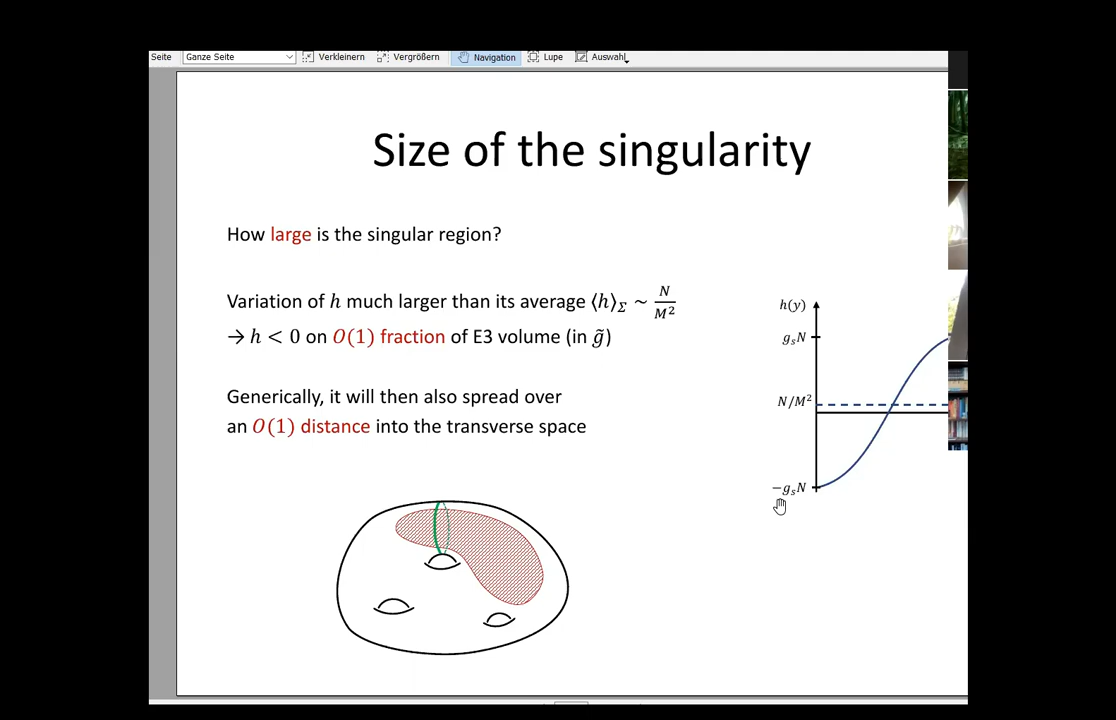 Seite Ganze Seite Verkleinern Vergrößern Navigation Lupe Auswahl
Size of the singularity
How large is the singular region?
Variation of h much larger than its average ⟨h⟩_Σ ~ N/M²
→ h < 0 on O(1) fraction of E3 volume (in g̃)
Generically, it will then also spread over
an O(1) distance into the transverse space
h(y)
gₛN
N/M²
−gₛN